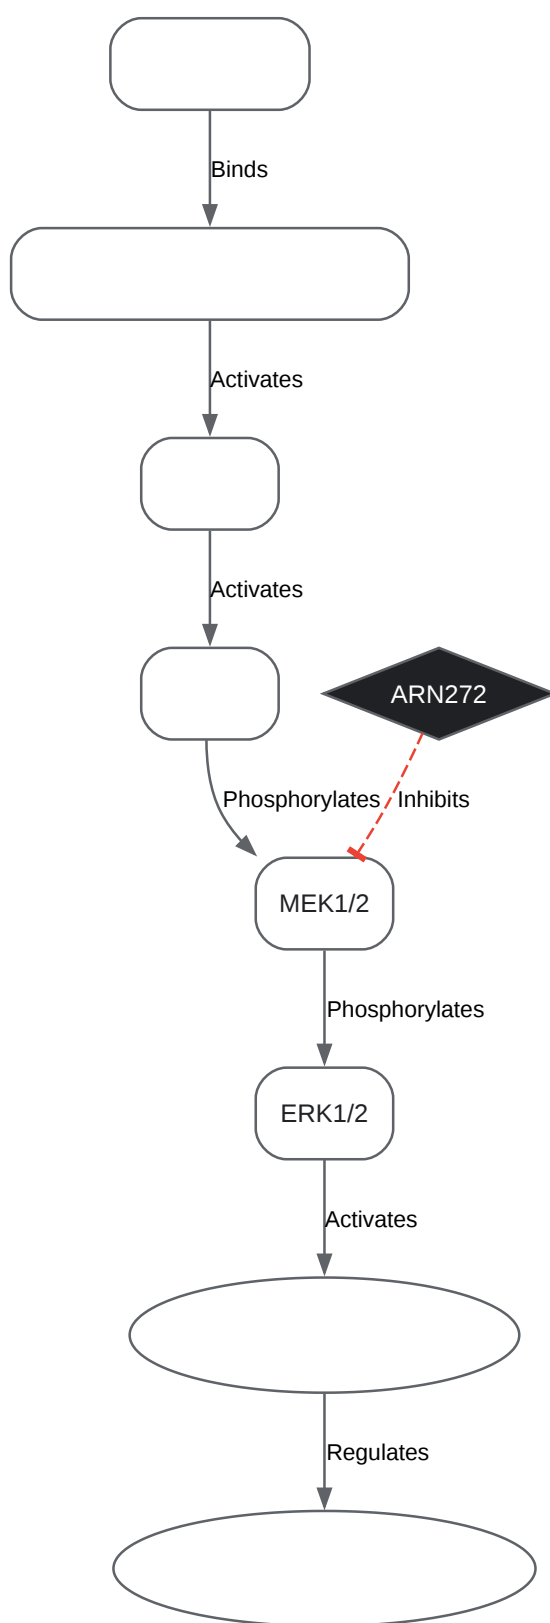 Binds
Activates
Activates
ARN272
Phosphorylates
Inhibits
MEK1/2
Phosphorylates
ERK1/2
Activates
Regulates